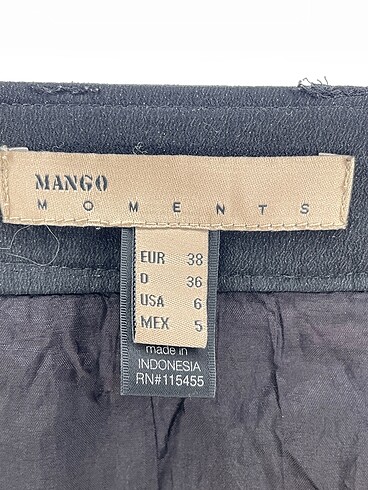 MANGO
MOMENTS
EUR 38
D 36
USA 6
MEX 5
made in
INDONESIA
RN#115455